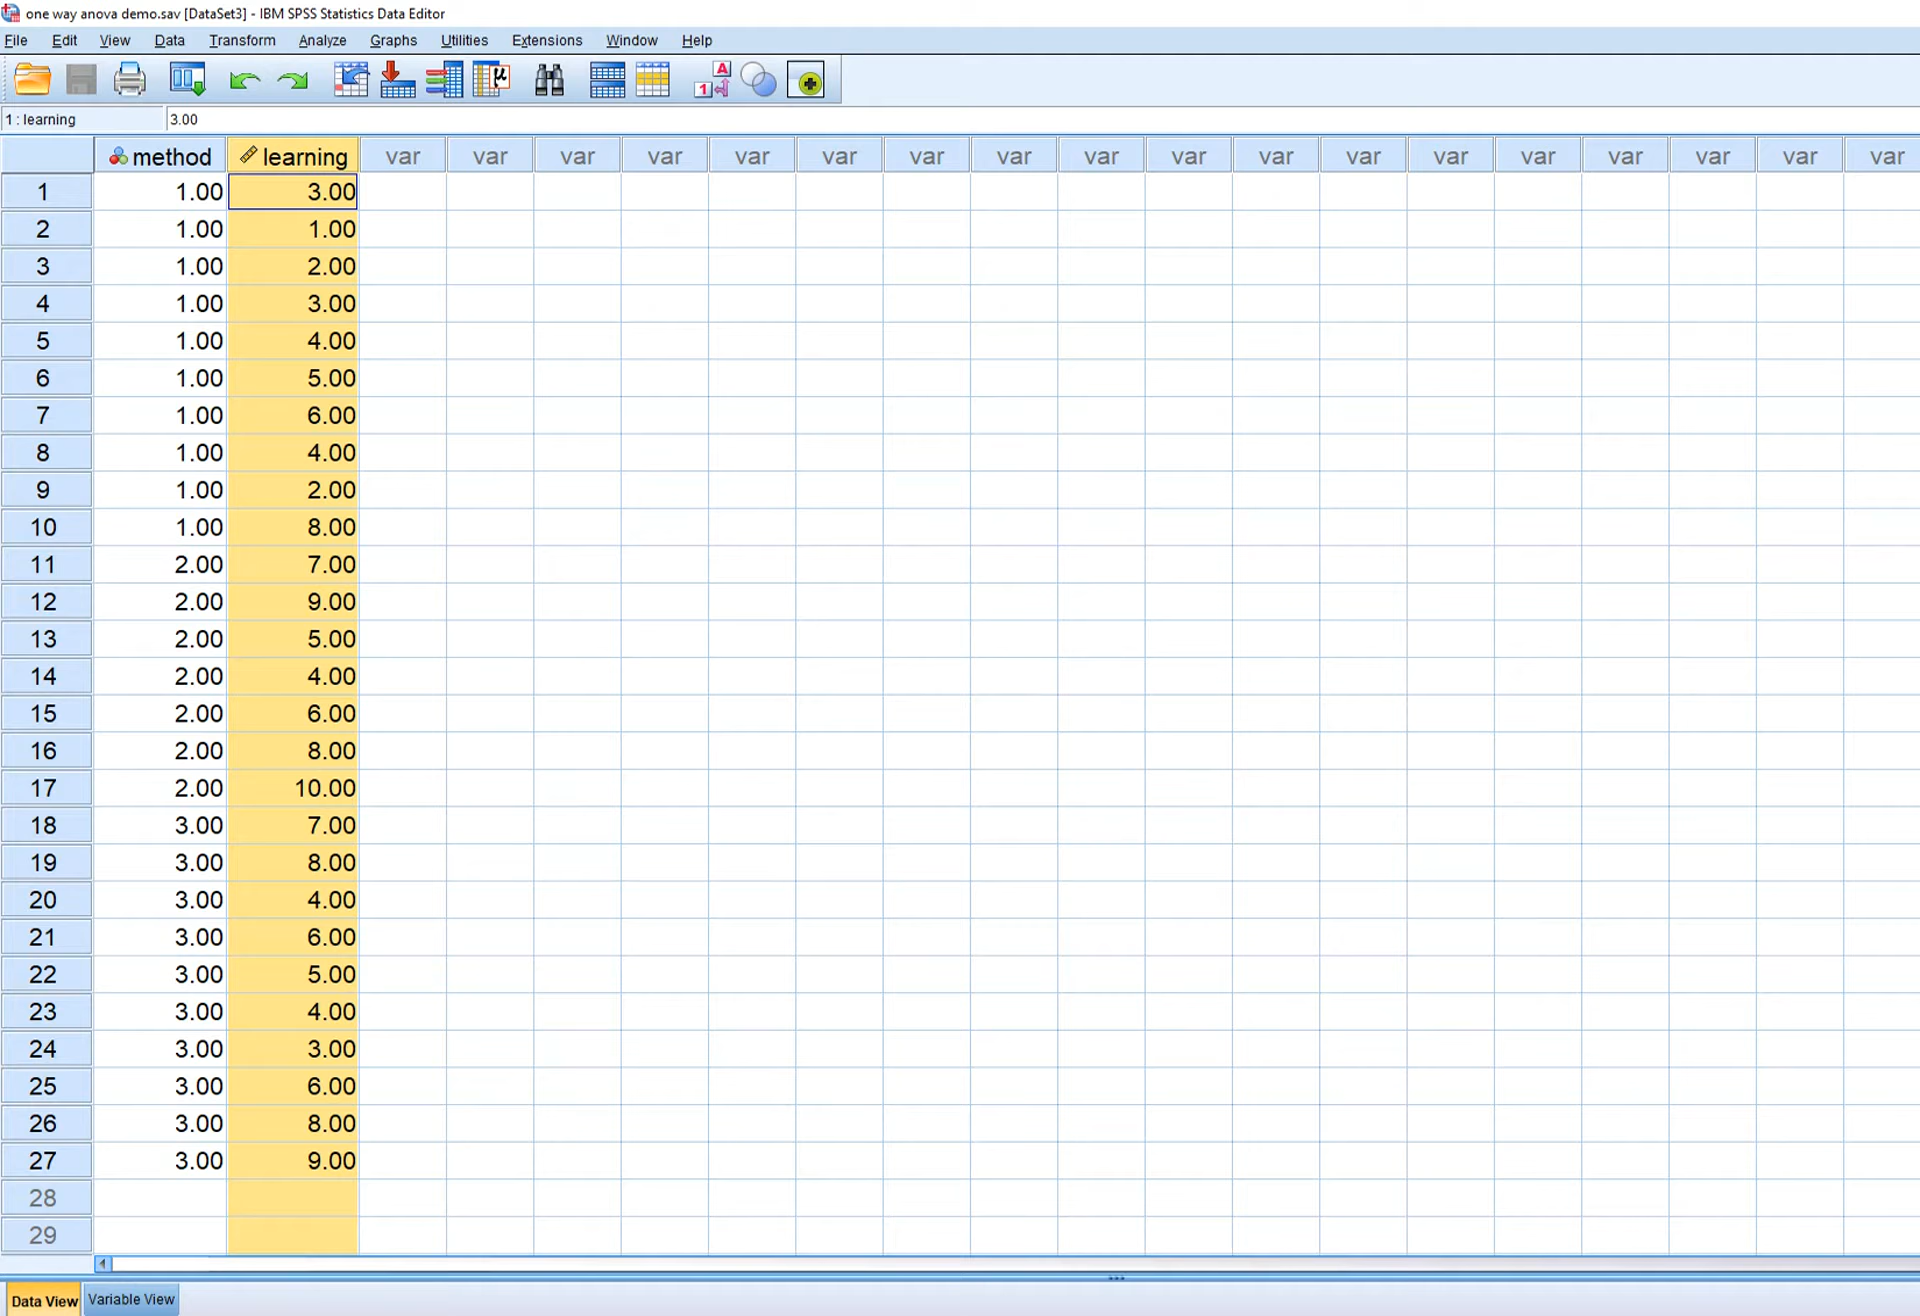 one way anova demo.sav [DataSet3] - IBM SPSS Statistics Data Editor
File Edit View Data Transform Analyze Graphs Utilities Extensions Window Help
μ A 1
1 : learning 3.00
method learning var var var var var var var var var var var var var var var var var var
1 1.00 3.00
2 1.00 1.00
3 1.00 2.00
4 1.00 3.00
5 1.00 4.00
6 1.00 5.00
7 1.00 6.00
8 1.00 4.00
9 1.00 2.00
10 1.00 8.00
11 2.00 7.00
12 2.00 9.00
13 2.00 5.00
14 2.00 4.00
15 2.00 6.00
16 2.00 8.00
17 2.00 10.00
18 3.00 7.00
19 3.00 8.00
20 3.00 4.00
21 3.00 6.00
22 3.00 5.00
23 3.00 4.00
24 3.00 3.00
25 3.00 6.00
26 3.00 8.00
27 3.00 9.00
28
29
Data View Variable View